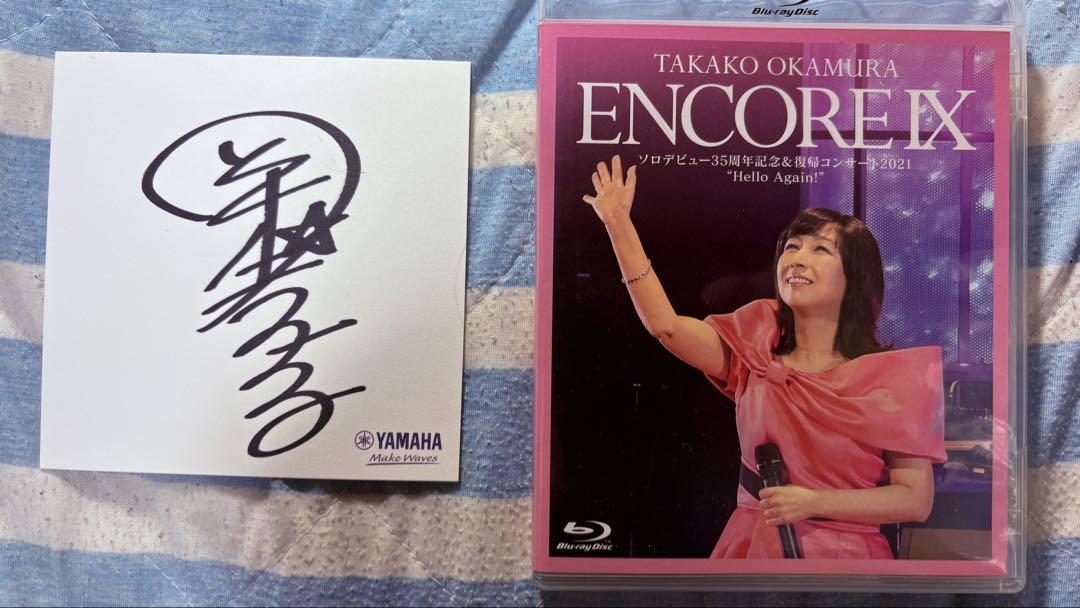 YAMAHA
Make Waves
Blu-ray Disc
TAKAKO OKAMURA
ENCORE IX
ソロデビュー35周年記念&復帰コンサート2021
"Hello Again!"
Blu-ray Disc